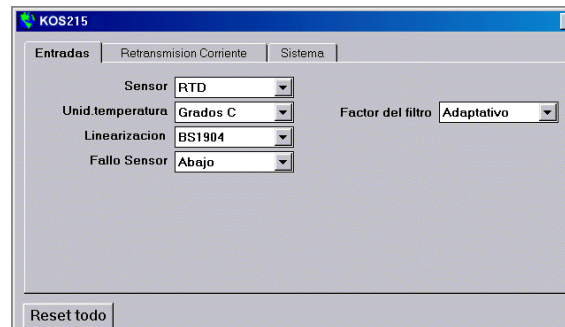 KOS215
Entradas Retransmision Corriente Sistema
Sensor RTD
Unid.temperatura Grados C Factor del filtro Adaptativo
Linearizacion BS1904
Fallo Sensor Abajo
Reset todo